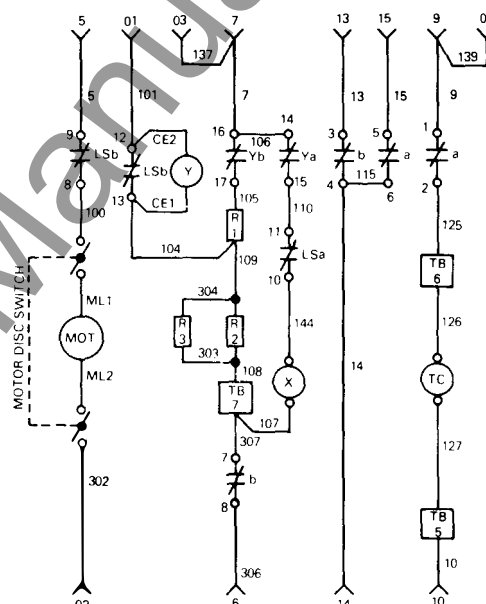 5 01 03 7 13 15 9 0
137 139
5 101 7 13 15 9
9 LSb 8
12 CE2 LSb Y 13 CE1
16 106 14
Yb Ya
17 15
3 b 4
5 a 6
115
1 a 2
100
104
105
R 1
109
110
11 LSa 10
125
TB 6
MOTOR DISC SWITCH
ML1
MOT
ML2
304
R 3
R 2
303
108
TB 7
144
X
107
307
14
126
TC
127
7 b 8
TB 5
302
306
10
02 6 14 10
Manua